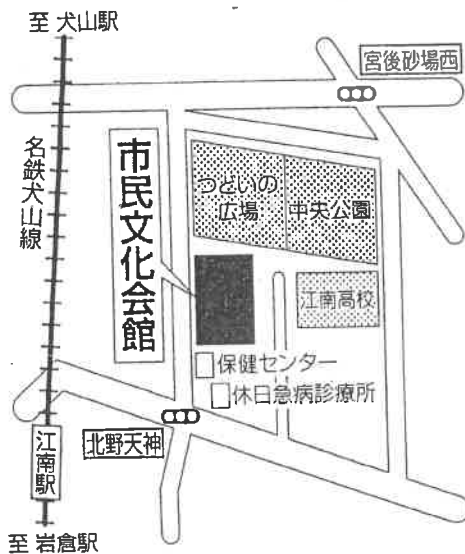 至 犬山駅
宮後砂場西
名鉄犬山線
市民文化会館
つどいの
広場
中央公園
江南高校
保健センター
休日急病診療所
北野天神
江南駅
至 岩倉駅